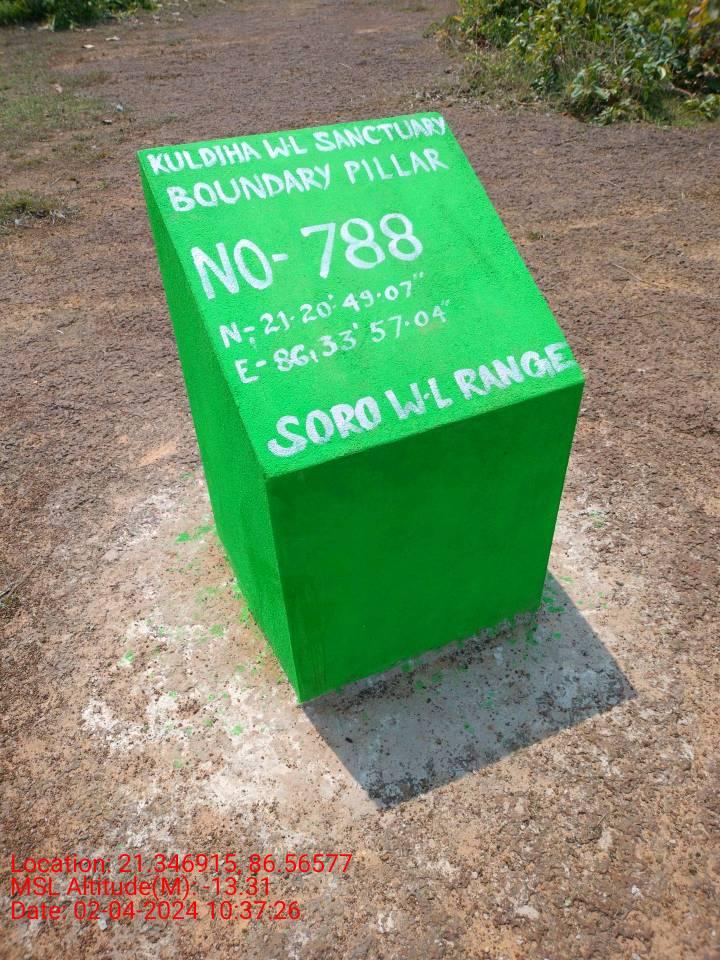 KULDIHA W.L SANCTUARY
BOUNDARY PILLAR
NO- 788
N-, 21.20' 49.07"
E- 86, 33' 57.04"
SORO W.L RANGE
Location: 21.346915, 86.56577
MSL Altitude(M): -13.31
Date: 02-04-2024 10:37:26